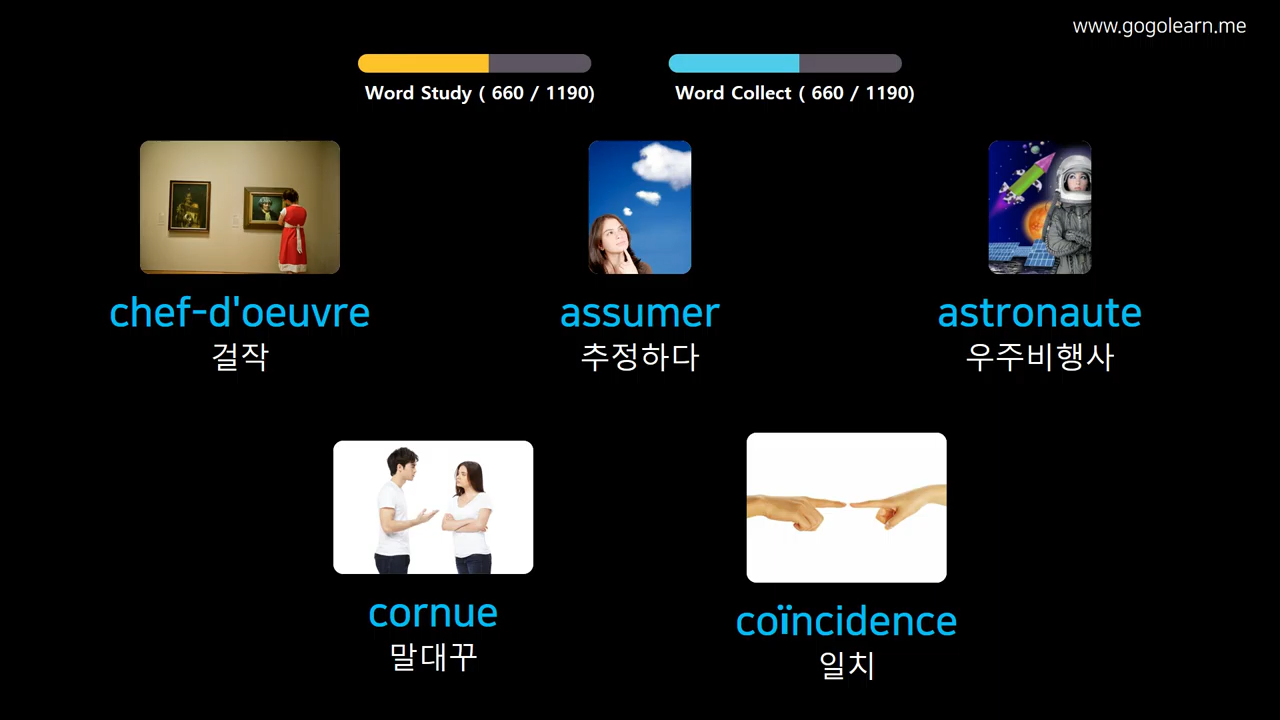 www.gogolearn.me
Word Study ( 660 / 1190)
Word Collect ( 660 / 1190)
chef-d'oeuvre
걸작
assumer
추정하다
astronaute
우주비행사
cornue
말대꾸
coïncidence
일치